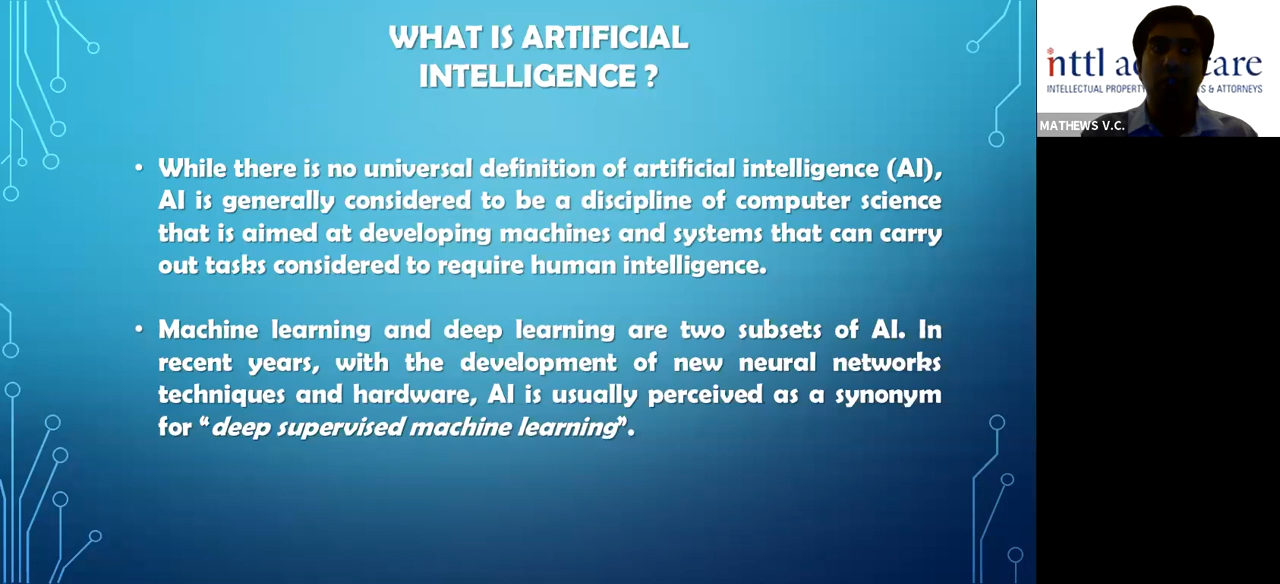 WHAT IS ARTIFICIAL
INTELLIGENCE ?
• While there is no universal definition of artificial intelligence (AI),
AI is generally considered to be a discipline of computer science
that is aimed at developing machines and systems that can carry
out tasks considered to require human intelligence.
• Machine learning and deep learning are two subsets of AI. In
recent years, with the development of new neural networks
techniques and hardware, AI is usually perceived as a synonym
for “deep supervised machine learning”.
inttl
care
INTELLECTUAL PROPERTY
& ATTORNEYS
MATHEWS V.C.